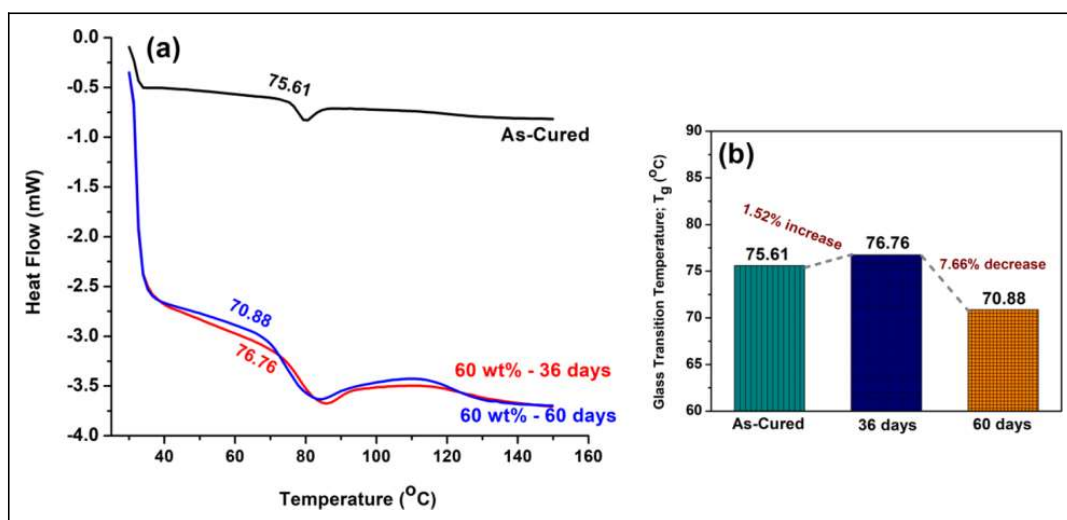 (a)
Heat Flow (mW)
0.0
-0.5
-1.0
-1.5
-2.0
-2.5
-3.0
-3.5
-4.0
75.61
As-Cured
70.88
76.76
60 wt% - 36 days
60 wt% - 60 days
40 60 80 100 120 140 160
Temperature (°C)
(b)
Glass Transition Temperature; Tg (°C)
90
85
80
75
70
65
60
1.52% increase
7.66% decrease
75.61
76.76
70.88
As-Cured 36 days 60 days